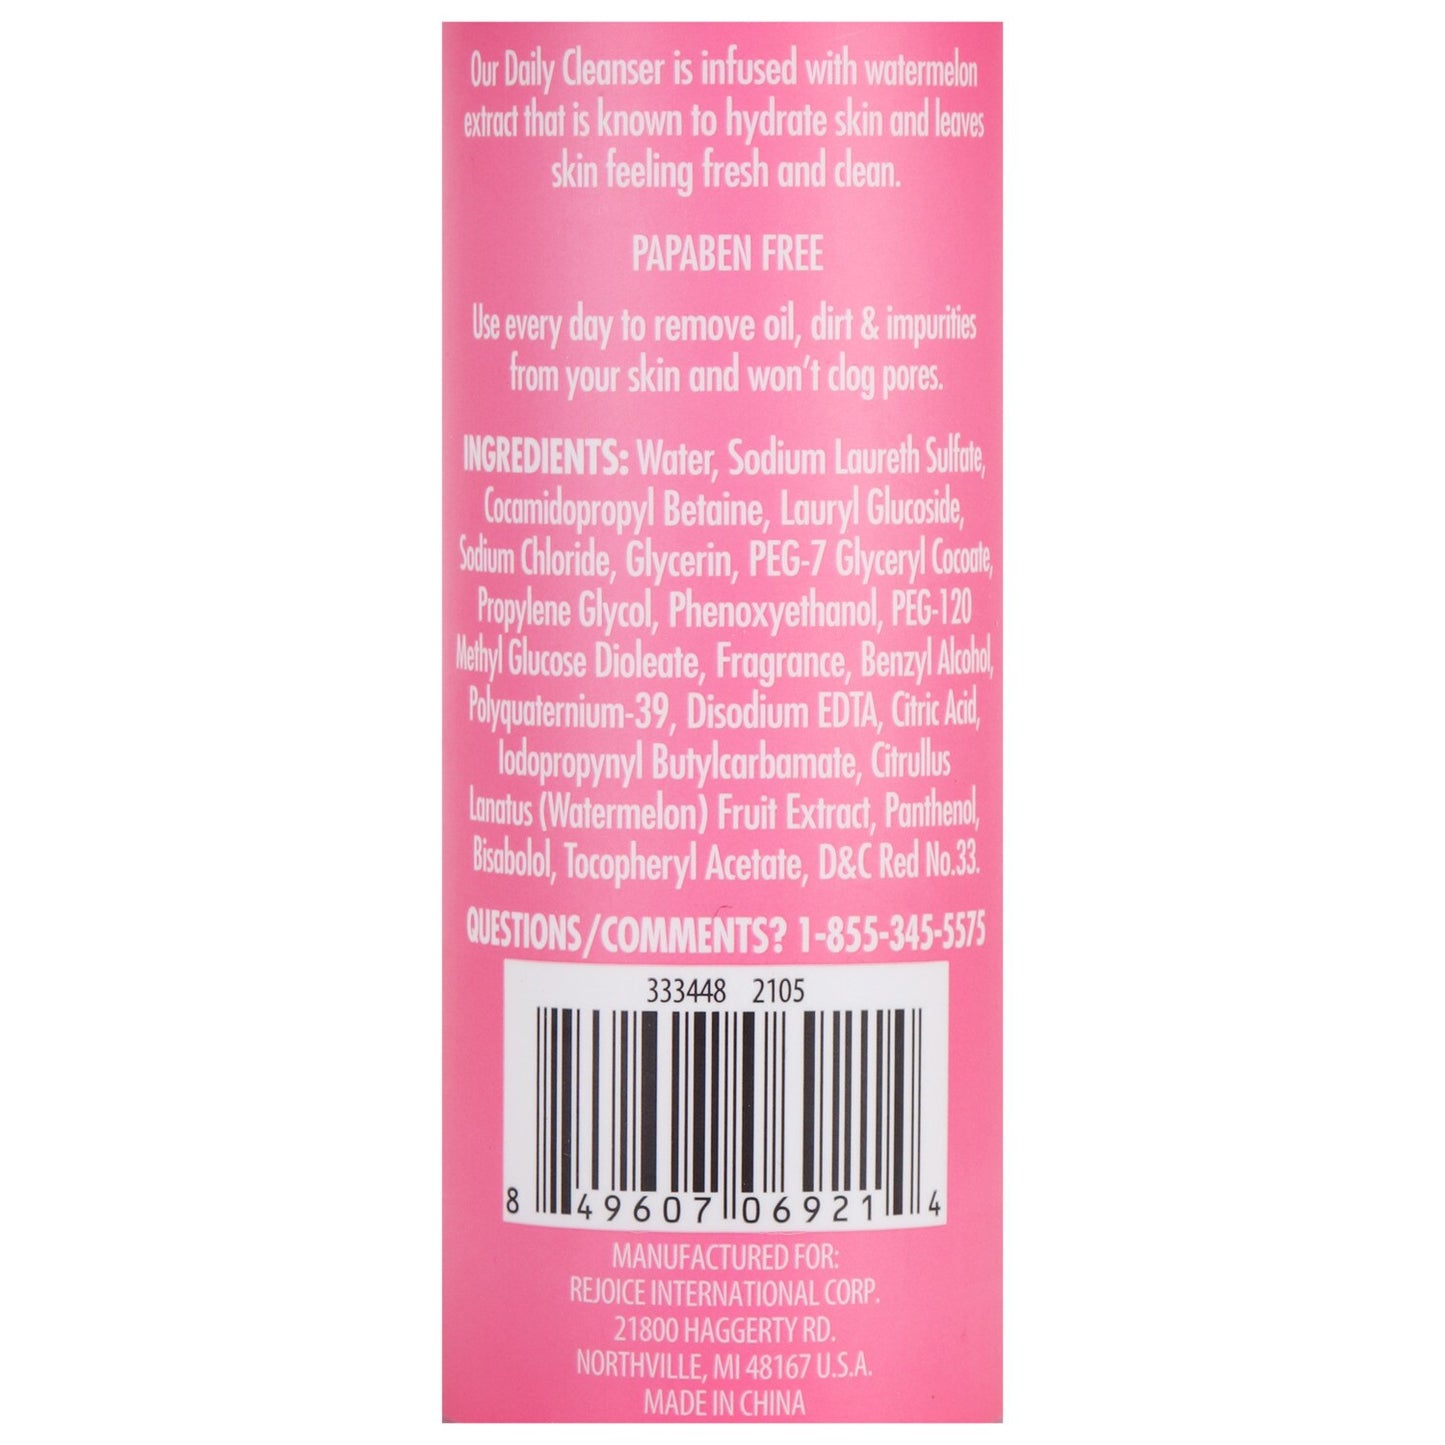 Our Daily Cleanser is infused with watermelon
extract that is known to hydrate skin and leaves
skin feeling fresh and clean.
PAPABEN FREE
Use every day to remove oil, dirt & impurities
from your skin and won't clog pores.
INGREDIENTS: Water, Sodium Laureth Sulfate,
Cocamidopropyl Betaine, Lauryl Glucoside,
Sodium Chloride, Glycerin, PEG-7 Glyceryl Cocoate,
Propylene Glycol, Phenoxyethanol, PEG-120
Methyl Glucose Dioleate, Fragrance, Benzyl Alcohol,
Polyquaternium-39, Disodium EDTA, Citric Acid,
Iodopropynyl Butylcarbamate, Citrullus
Lanatus (Watermelon) Fruit Extract, Panthenol,
Bisabolol, Tocopheryl Acetate, D&C Red No.33.
QUESTIONS/COMMENTS? 1-855-345-5575
333448 2105
8 49607 06921 4
MANUFACTURED FOR:
REJOICE INTERNATIONAL CORP.
21800 HAGGERTY RD.
NORTHVILLE, MI 48167 U.S.A.
MADE IN CHINA